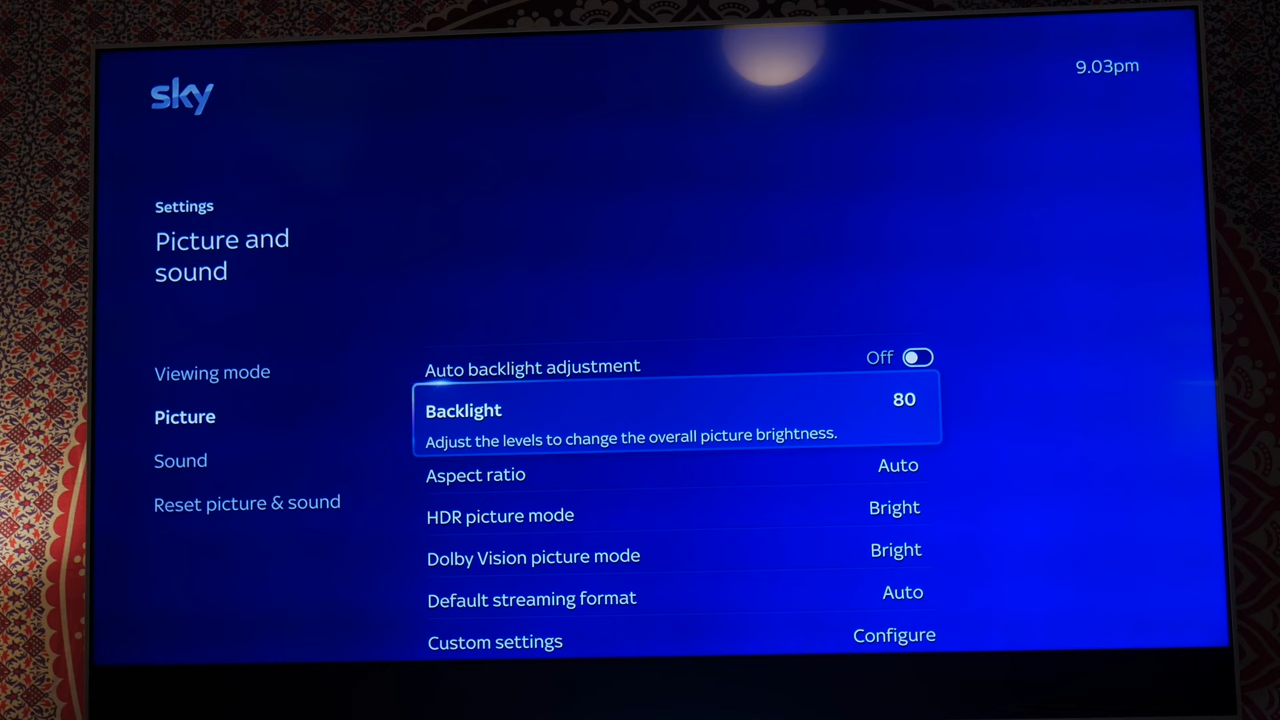 sky
9.03pm
Settings
Picture and
sound
Viewing mode
Picture
Sound
Reset picture & sound
Auto backlight adjustment Off
Backlight 80
Adjust the levels to change the overall picture brightness.
Aspect ratio Auto
HDR picture mode Bright
Dolby Vision picture mode Bright
Default streaming format Auto
Custom settings Configure